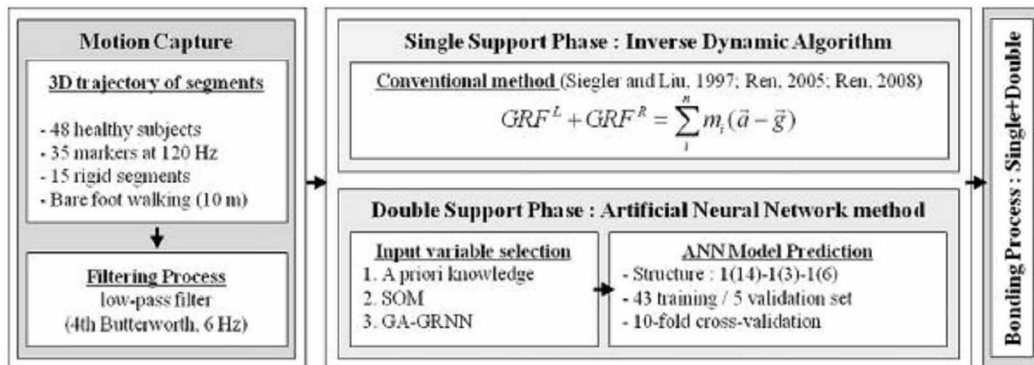 Motion Capture
3D trajectory of segments
- 48 healthy subjects
- 35 markers at 120 Hz
- 15 rigid segments
- Bare foot walking (10 m)
Filtering Process
low-pass filter
(4th Butterworth, 6 Hz)
Single Support Phase : Inverse Dynamic Algorithm
Conventional method (Siegler and Liu, 1997; Ren, 2005; Ren, 2008)
GRF^L + GRF^R = \sum_{i}^{n} m_i(\vec{a} - \vec{g})
Double Support Phase : Artificial Neural Network method
Input variable selection
1. A priori knowledge
2. SOM
3. GA-GRNN
ANN Model Prediction
- Structure : 1(14)-1(3)-1(6)
- 43 training / 5 validation set
- 10-fold cross-validation
Bonding Process : Single+Double